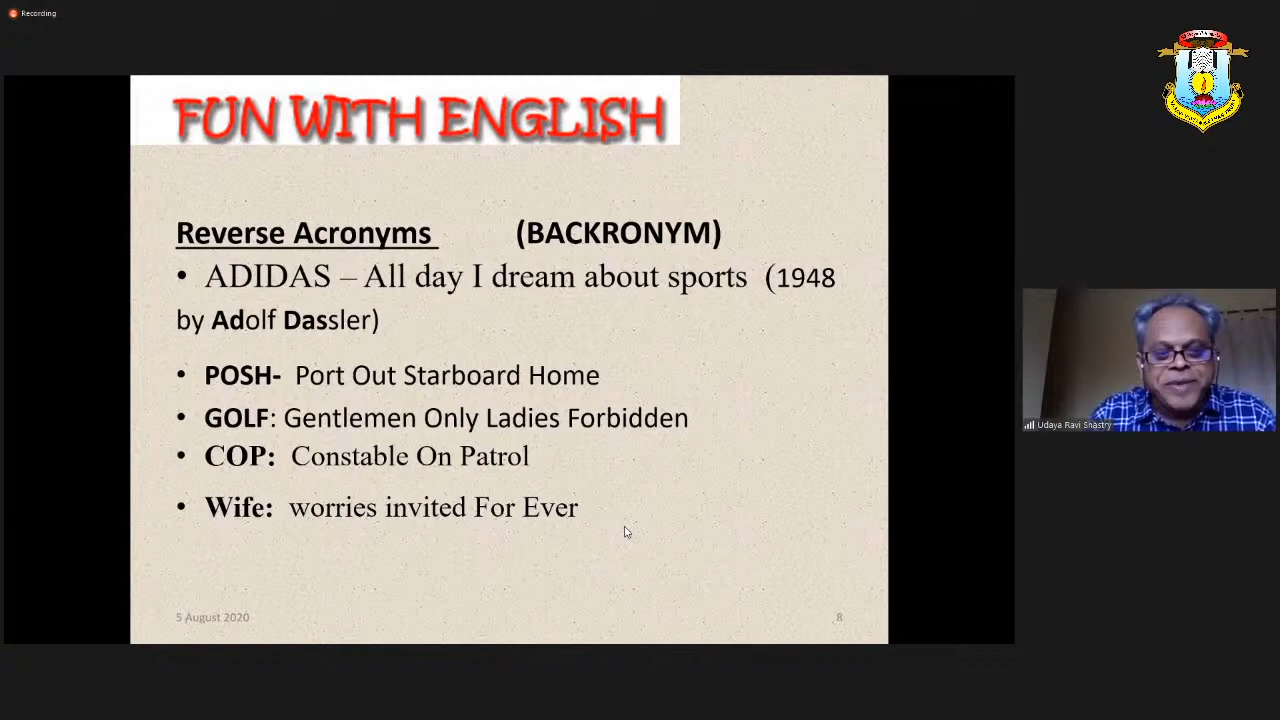 Recording
FUN WITH ENGLISH
Reverse Acronyms (BACKRONYM)
• ADIDAS – All day I dream about sports (1948
by Adolf Dassler)
• POSH- Port Out Starboard Home
• GOLF: Gentlemen Only Ladies Forbidden
• COP: Constable On Patrol
• Wife: worries invited For Ever
5 August 2020 8
Udaya Ravi Shastry